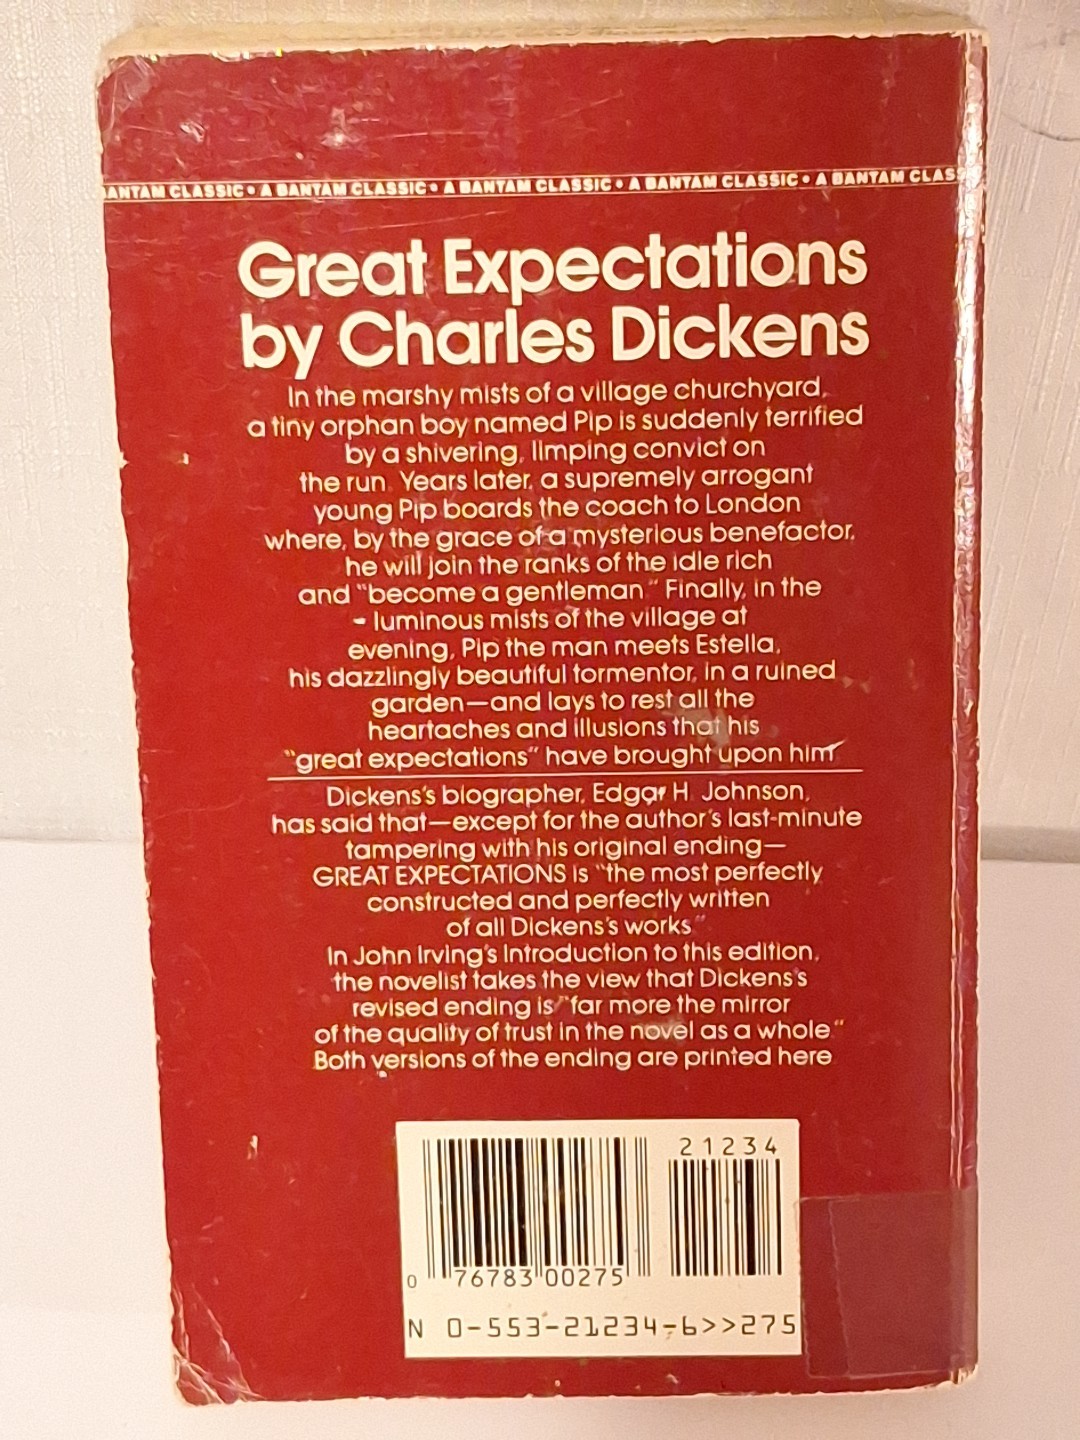 ANTAM CLASSIC • A BANTAM CLASSIC • A BANTAM CLASSIC • A BANTAM CLASSIC • A BANTAM CLAS
Great Expectations
by Charles Dickens
In the marshy mists of a village churchyard,
a tiny orphan boy named Pip is suddenly terrified
by a shivering, limping convict on
the run. Years later, a supremely arrogant
young Pip boards the coach to London
where, by the grace of a mysterious benefactor,
he will join the ranks of the idle rich
and "become a gentleman." Finally, in the
luminous mists of the village at
evening, Pip the man meets Estella,
his dazzlingly beautiful tormentor, in a ruined
garden—and lays to rest all the
heartaches and illusions that his
"great expectations" have brought upon him
Dickens's biographer, Edgar H. Johnson,
has said that—except for the author's last-minute
tampering with his original ending—
GREAT EXPECTATIONS is "the most perfectly
constructed and perfectly written
of all Dickens's works"
In John Irving's Introduction to this edition,
the novelist takes the view that Dickens's
revised ending is "far more the mirror
of the quality of trust in the novel as a whole"
Both versions of the ending are printed here
21234
0 76783 00275
N 0-553-21234-6>>275